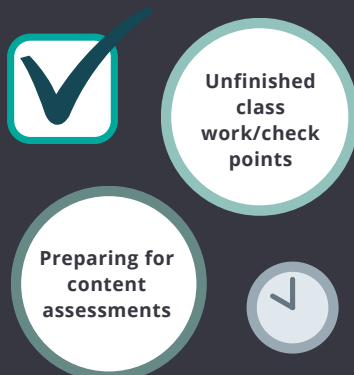 Unfinished
class
work/check
points
Preparing for
content
assessments